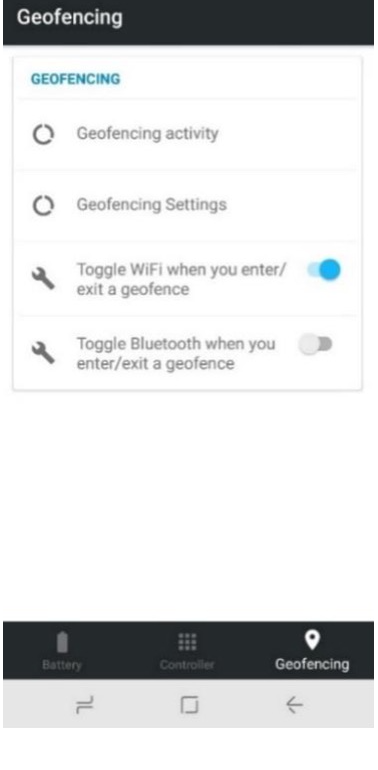 Geofencing
GEOFENCING
Geofencing activity
Geofencing Settings
Toggle WiFi when you enter/
exit a geofence
Toggle Bluetooth when you
enter/exit a geofence
Battery
Controller
Geofencing